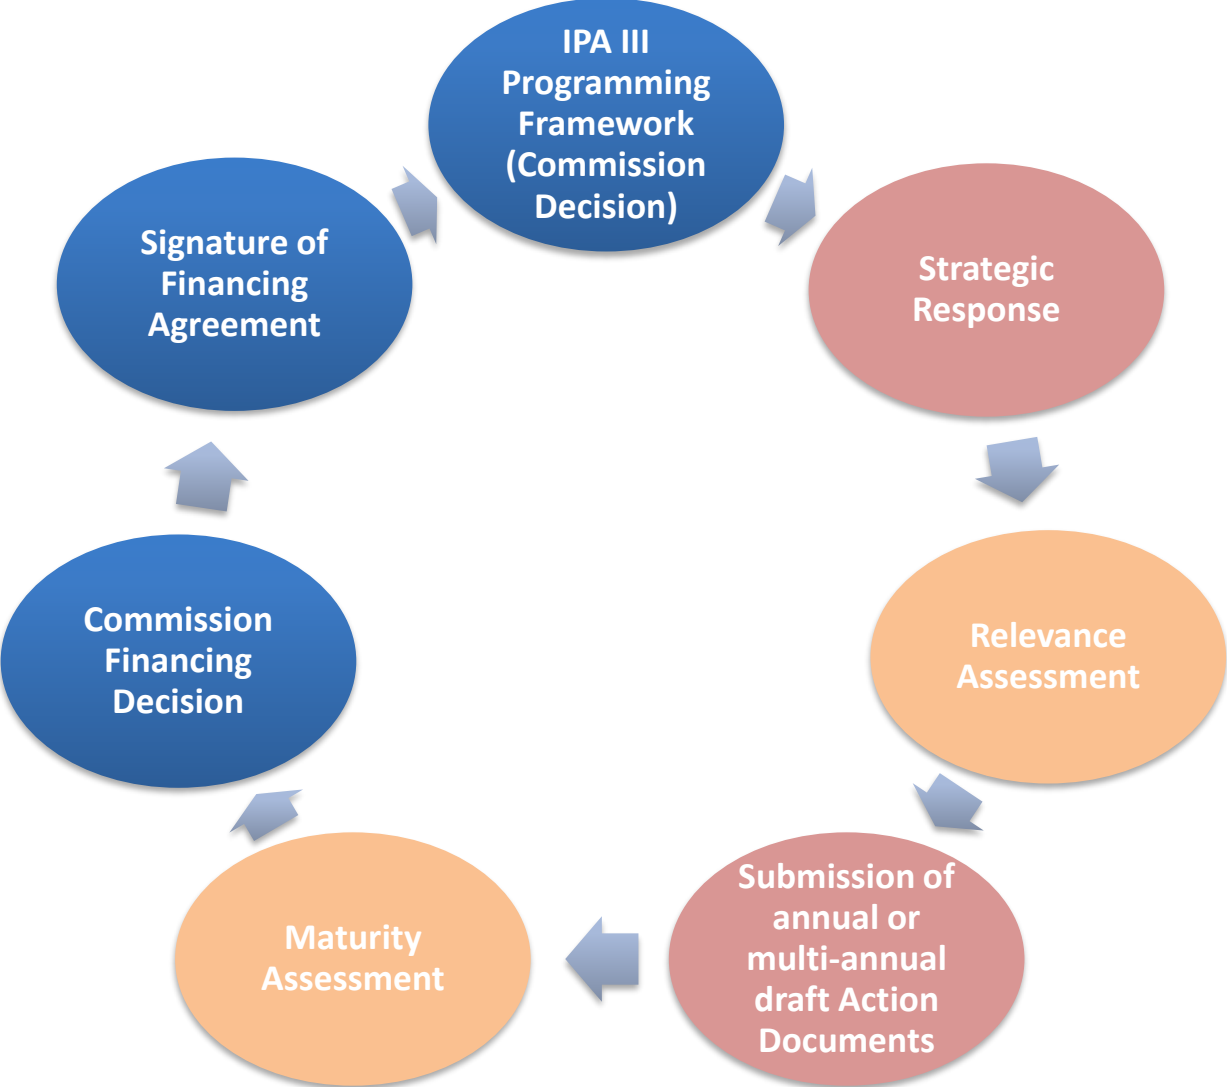 IPA III
Programming
Framework
(Commission
Decision)
Strategic
Response
Relevance
Assessment
Submission of
annual or
multi-annual
draft Action
Documents
Maturity
Assessment
Commission
Financing
Decision
Signature of
Financing
Agreement